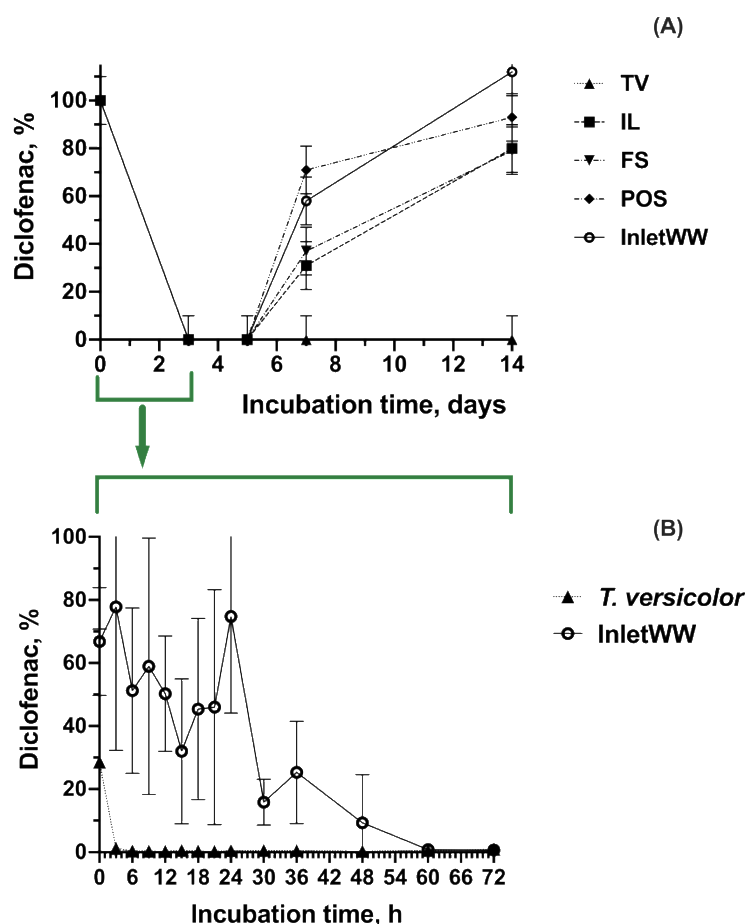 (A)
TV
IL
FS
POS
InletWW
Diclofenac, %
100
80
60
40
20
0
0 2 4 6 8 10 12 14
Incubation time, days
(B)
T. versicolor
InletWW
Diclofenac, %
100
80
60
40
20
0
0 6 12 18 24 30 36 42 48 54 60 66 72
Incubation time, h